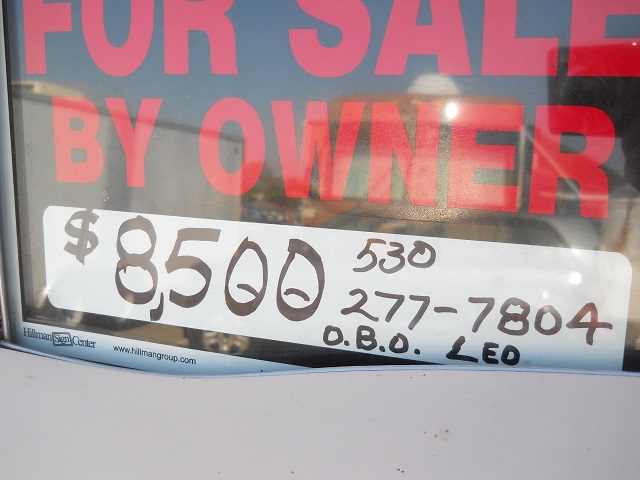 FOR SALE
BY OWNER
$8,500 530
277-7804
O.B.O. LEO
Hillman Sign Center
www.hillmangroup.com